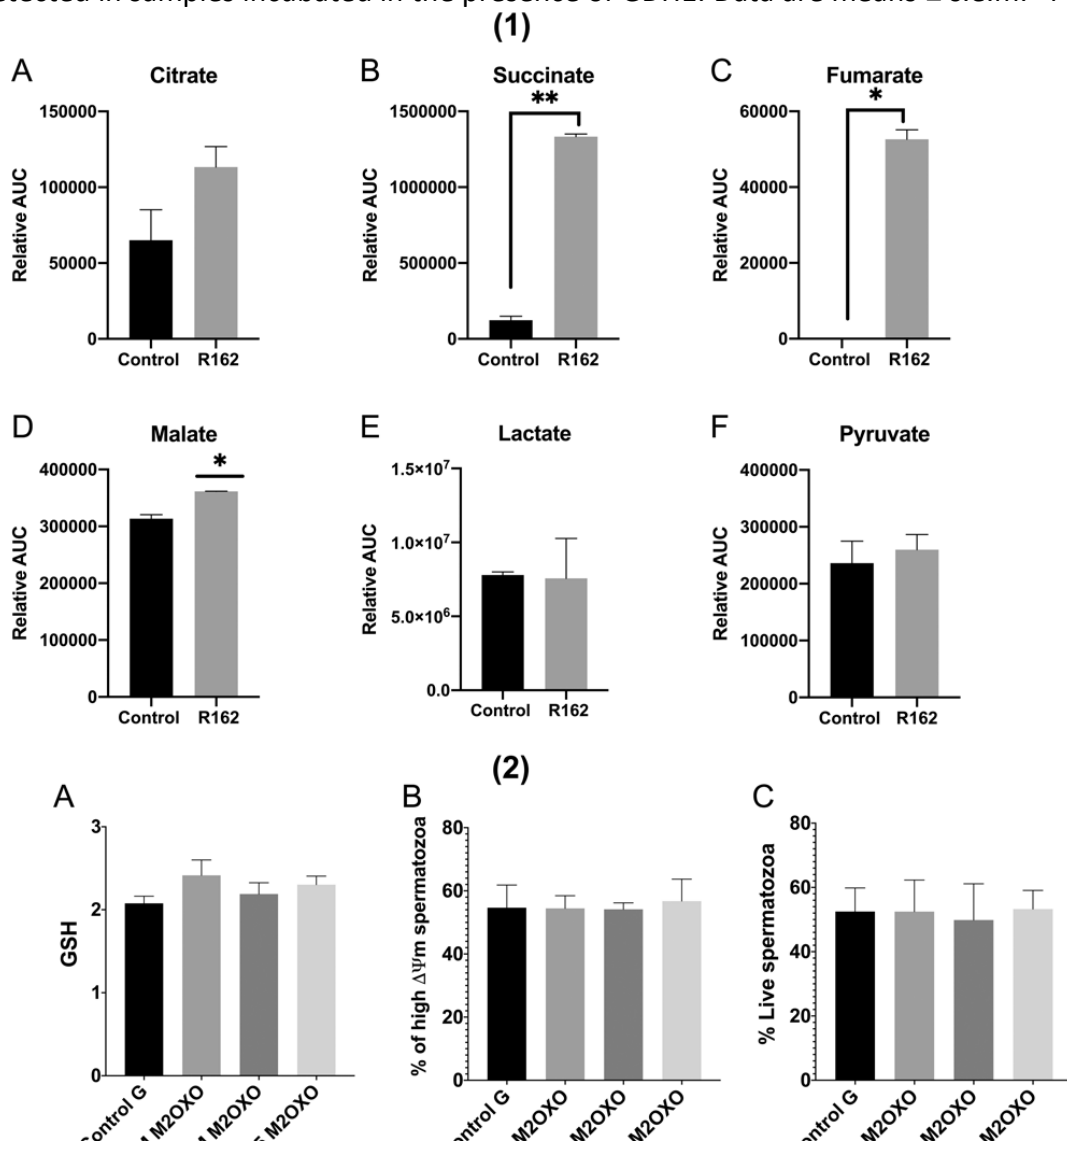 (1)
A Citrate
150000
100000
50000
0
Relative AUC
Control R162
B Succinate
**
1500000
1000000
500000
0
Relative AUC
Control R162
C Fumarate
*
60000
40000
20000
0
Relative AUC
Control R162
D Malate
*
400000
300000
200000
100000
0
Relative AUC
Control R162
E Lactate
1.5×10⁷
1.0×10⁷
5.0×10⁶
0.0
Relative AUC
Control R162
F Pyruvate
400000
300000
200000
100000
0
Relative AUC
Control R162
(2)
A
3
2
1
0
GSH
G
M2OXO
M2OXO
M2OXO
B
80
60
40
20
0
% of high ΔΨm spermatozoa
G
M2OXO
M2OXO
M2OXO
C
80
60
40
20
0
% Live spermatozoa
G
M2OXO
M2OXO
M2OXO